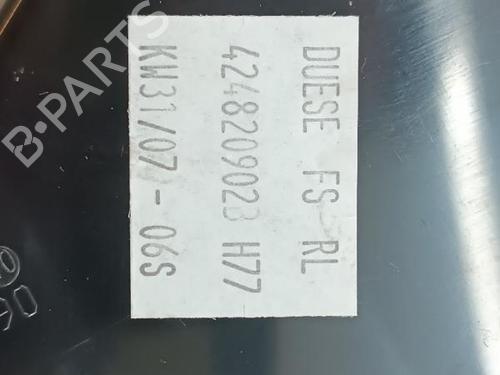 DUESE FS RL
4248209023 H77
KW31/07-06S
B-PARTS